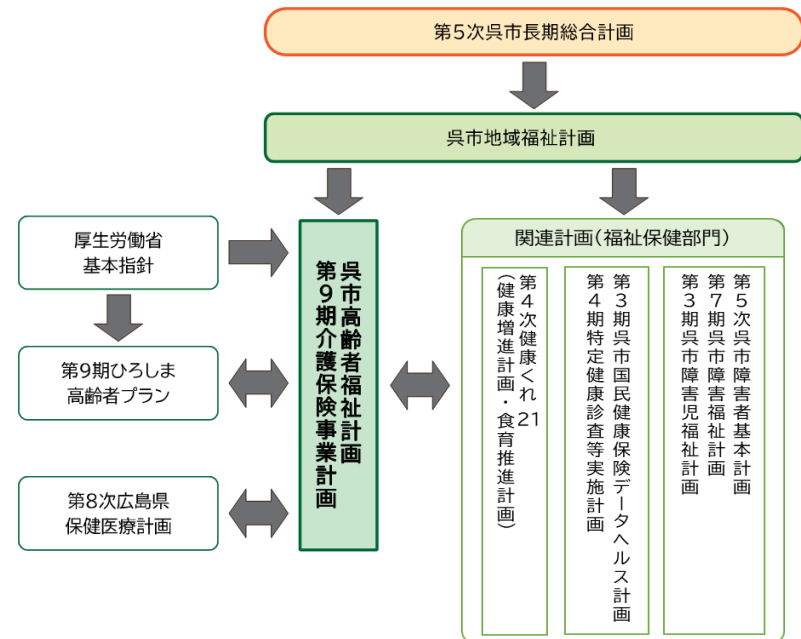 第5次呉市長期総合計画
呉市地域福祉計画
厚生労働省
基本指針
第9期ひろしま
高齢者プラン
第8次広島県
保健医療計画
呉市高齢者福祉計画
第9期介護保険事業計画
関連計画(福祉保健部門)
第4次健康くれ21
(健康増進計画・食育推進計画)
第3期呉市国民健康保険データヘルス計画
第4期特定健康診査等実施計画
第5次呉市障害者基本計画
第7期呉市障害福祉計画
第3期呉市障害児福祉計画